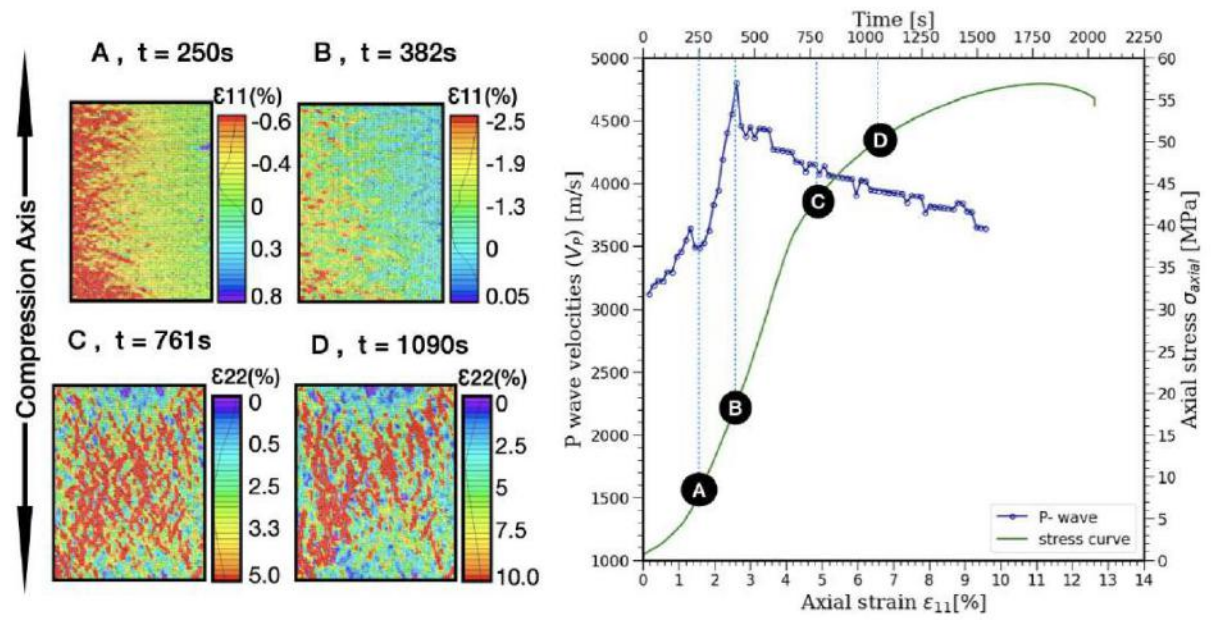 Compression Axis
A , t = 250s
ε11(%)
-0.6
-0.4
0
0.3
0.8
B , t = 382s
ε11(%)
-2.5
-1.9
-1.3
0
0.05
C , t = 761s
ε22(%)
0
0.5
2.5
3.3
5.0
D , t = 1090s
ε22(%)
0
2.5
5
7.5
10.0
Time [s]
0 250 500 750 1000 1250 1500 1750 2000 2250
P wave velocities (Vₚ) [m/s]
5000
4500
4000
3500
3000
2500
2000
1500
1000
A
B
C
D
P- wave
stress curve
60
55
50
45
40
35
30
25
20
15
10
5
0
Axial stress σaxial [MPa]
0 1 2 3 4 5 6 7 8 9 10 11 12 13 14
Axial strain ε₁₁[%]